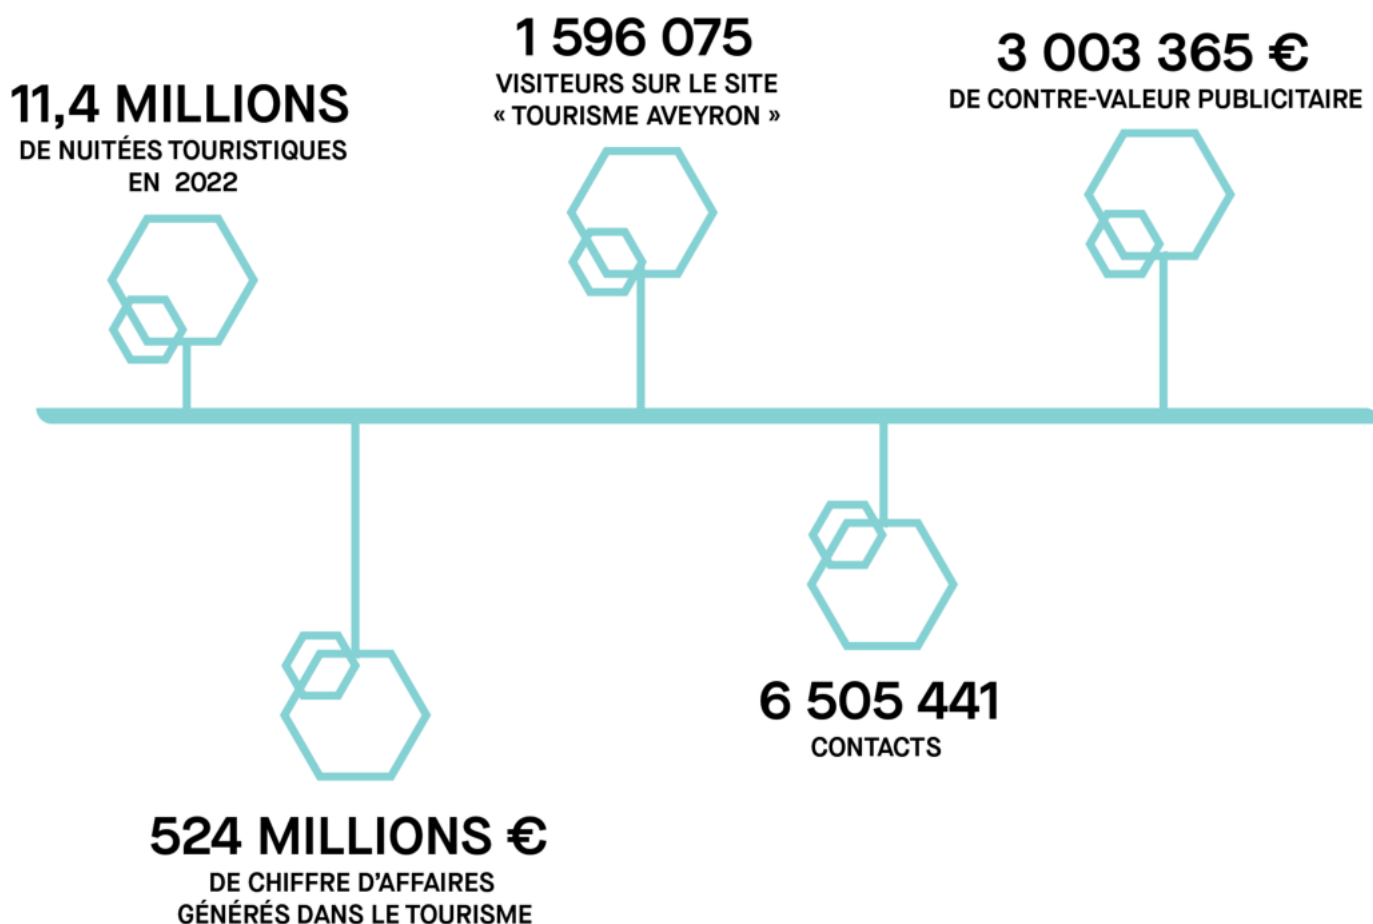 11,4 MILLIONS
DE NUITÉES TOURISTIQUES
EN 2022
524 MILLIONS €
DE CHIFFRE D'AFFAIRES
GÉNÉRÉS DANS LE TOURISME
1 596 075
VISITEURS SUR LE SITE
« TOURISME AVEYRON »
6 505 441
CONTACTS
3 003 365 €
DE CONTRE-VALEUR PUBLICITAIRE